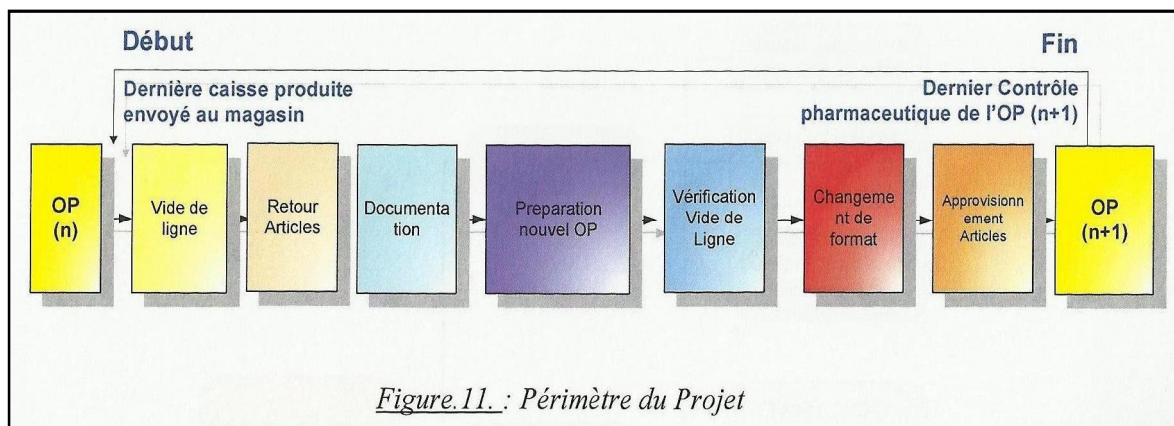 Début
Fin
Dernière caisse produite
envoyé au magasin
Dernier Contrôle
pharmaceutique de l'OP (n+1)
OP
(n)
Vide de
ligne
Retour
Articles
Documenta
tion
Preparation
nouvel OP
Vérification
Vide de
Ligne
Changeme
nt de
format
Approvisionn
ement
Articles
OP
(n+1)
Figure.11. : Périmètre du Projet